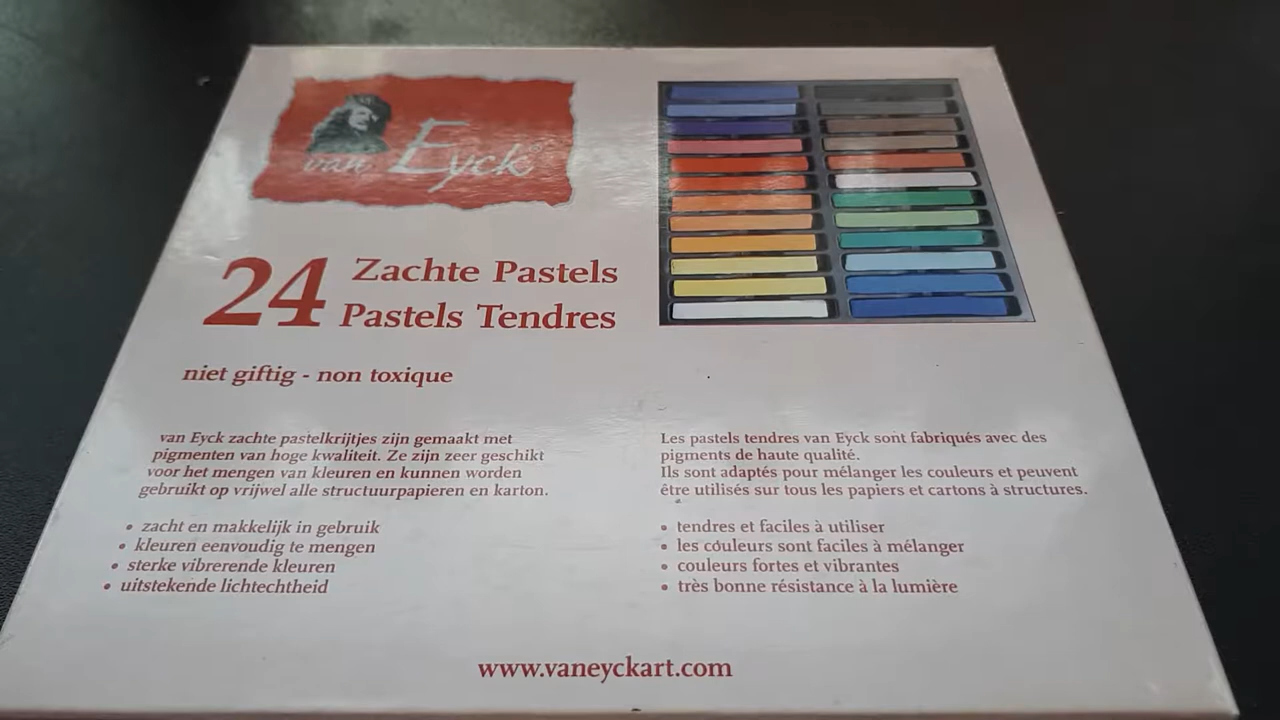 van Eyck®
24 Zachte Pastels
Pastels Tendres
niet giftig - non toxique
van Eyck zachte pastelkrijtjes zijn gemaakt met
pigmenten van hoge kwaliteit. Ze zijn zeer geschikt
voor het mengen van kleuren en kunnen worden
gebruikt op vrijwel alle structuurpapieren en karton.
• zacht en makkelijk in gebruik
• kleuren eenvoudig te mengen
• sterke vibrerende kleuren
• uitstekende lichtechtheid
Les pastels tendres van Eyck sont fabriqués avec des
pigments de haute qualité.
Ils sont adaptés pour mélanger les couleurs et peuvent
être utilisés sur tous les papiers et cartons à structures.
• tendres et faciles à utiliser
• les couleurs sont faciles à mélanger
• couleurs fortes et vibrantes
• très bonne résistance à la lumière
www.vaneyckart.com